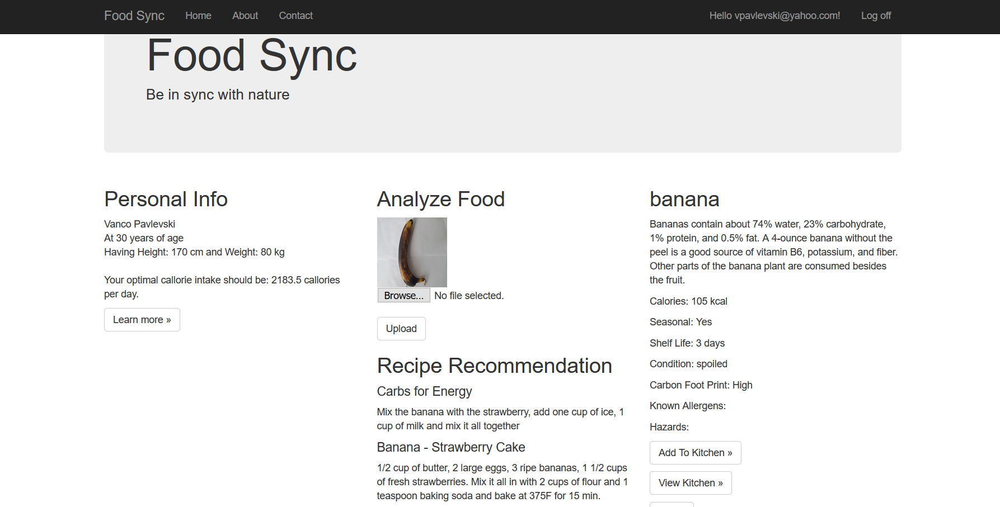 Food Sync
Home
About
Contact
Hello vpavlevski@yahoo.com!
Log off
Food Sync
Be in sync with nature
Personal Info
Vanco Pavlevski
At 30 years of age
Having Height: 170 cm and Weight: 80 kg
Your optimal callorie intake should be: 2183.5 calories
per day.
Learn more »
Analyze Food
Browse...
No file selected.
Upload
Recipe Recommendation
Carbs for Energy
Mix the banana with the strawberry, add one cup of ice, 1
cup of milk and mix it all together
Banana - Strawberry Cake
1/2 cup of butter, 2 large eggs, 3 ripe bananas, 1 1/2 cups
of fresh strawberries. Mix it all in with 2 cups of flour and 1
teaspoon baking soda and bake at 375F for 15 min.
banana
Bananas contain about 74% water, 23% carbohydrate,
1% protein, and 0.5% fat. A 4-ounce banana without the
peel is a good source of vitamin B6, potassium, and fiber.
Other parts of the banana plant are consumed besides
the fruit.
Calories: 105 kcal
Seasonal: Yes
Shelf Life: 3 days
Condition: spoiled
Carbon Foot Print: High
Known Allergens:
Hazards:
Add To Kitchen »
View Kitchen »